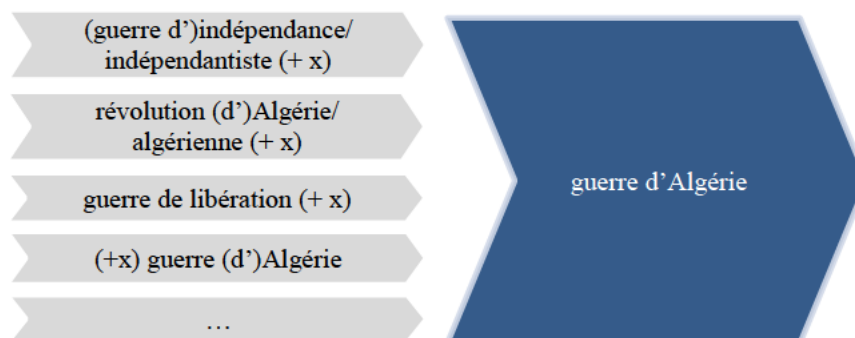 (guerre d’)indépendance/
indépendantiste (+ x)
révolution (d’)Algérie/
algérienne (+ x)
guerre de libération (+ x)
(+x) guerre (d’)Algérie
…
guerre d’Algérie